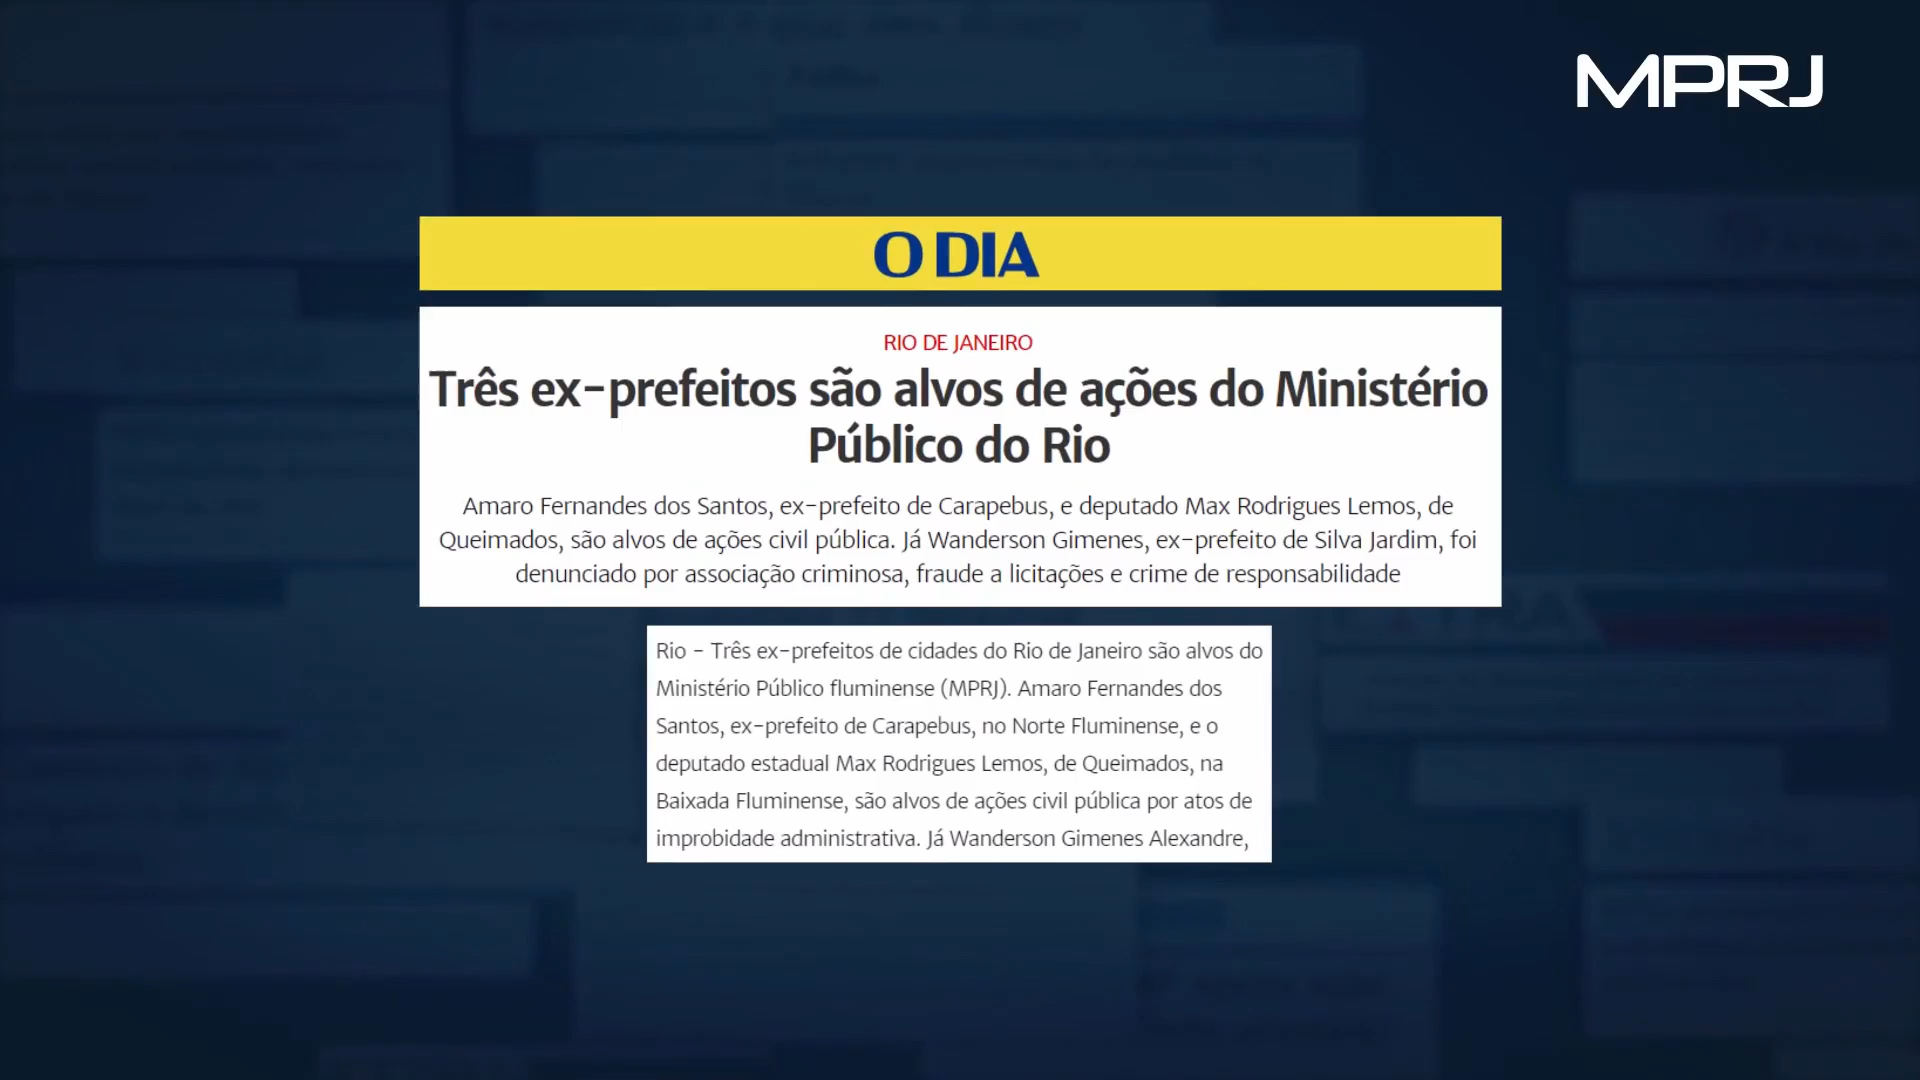 MPRJ
O DIA
RIO DE JANEIRO
Três ex-prefeitos são alvos de ações do Ministério
Público do Rio
Amaro Fernandes dos Santos, ex-prefeito de Carapebus, e deputado Max Rodrigues Lemos, de
Queimados, são alvos de ações civil pública. Já Wanderson Gimenes, ex-prefeito de Silva Jardim, foi
denunciado por associação criminosa, fraude a licitações e crime de responsabilidade
Rio - Três ex-prefeitos de cidades do Rio de Janeiro são alvos do
Ministério Público fluminense (MPRJ). Amaro Fernandes dos
Santos, ex-prefeito de Carapebus, no Norte Fluminense, e o
deputado estadual Max Rodrigues Lemos, de Queimados, na
Baixada Fluminense, são alvos de ações civil pública por atos de
improbidade administrativa. Já Wanderson Gimenes Alexandre,